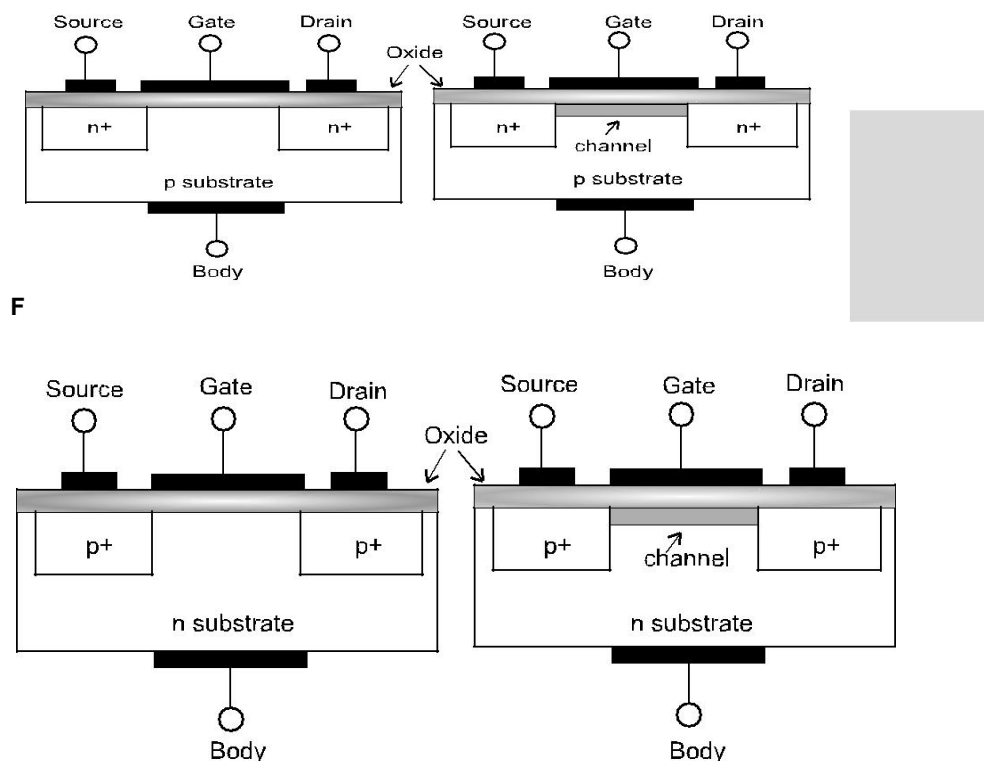 Source Gate Drain Source Gate Drain
Oxide
n+ n+ n+ n+
channel
p substrate p substrate
Body Body
F
Source Gate Drain Source Gate Drain
Oxide
p+ p+ p+ p+
channel
n substrate n substrate
Body Body